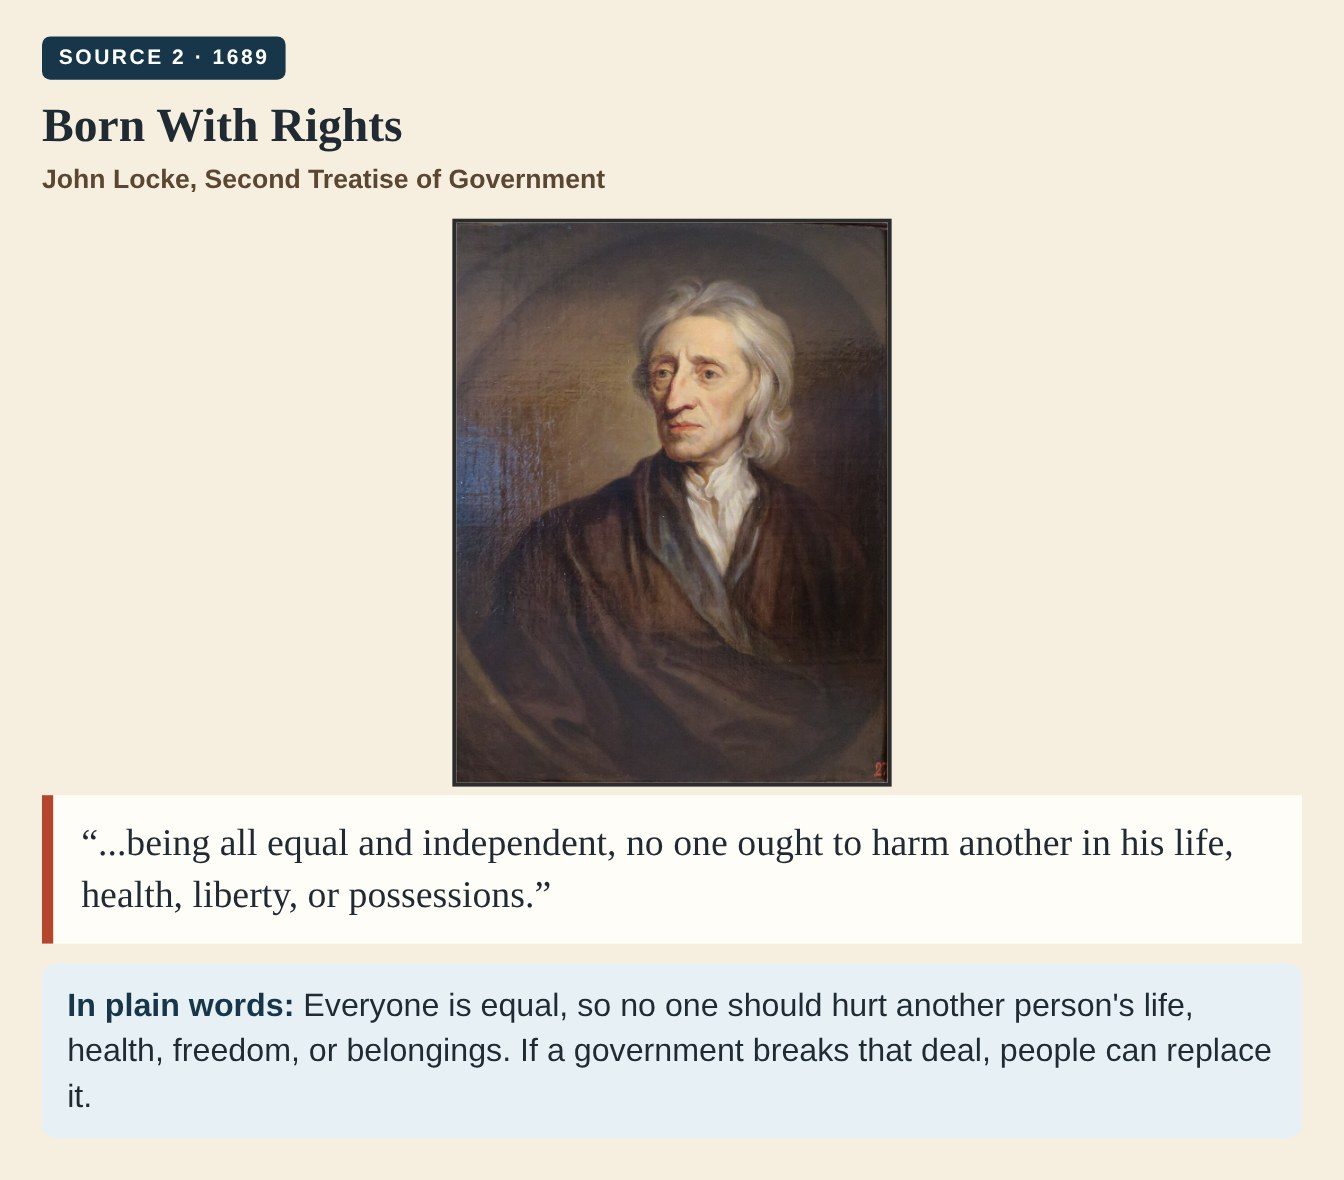 SOURCE 2 · 1689
Born With Rights
John Locke, Second Treatise of Government
“...being all equal and independent, no one ought to harm another in his life,
health, liberty, or possessions.”
In plain words: Everyone is equal, so no one should hurt another person's life,
health, freedom, or belongings. If a government breaks that deal, people can replace
it.